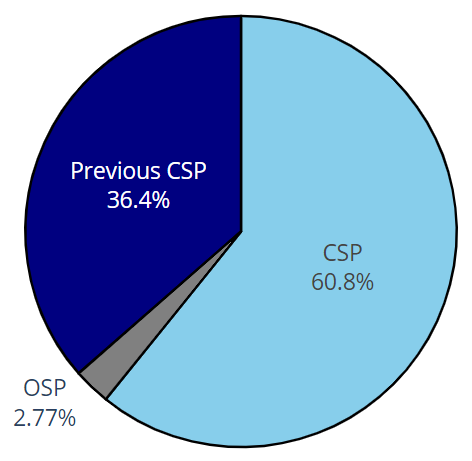 Previous CSP
36.4%
CSP
60.8%
OSP
2.77%